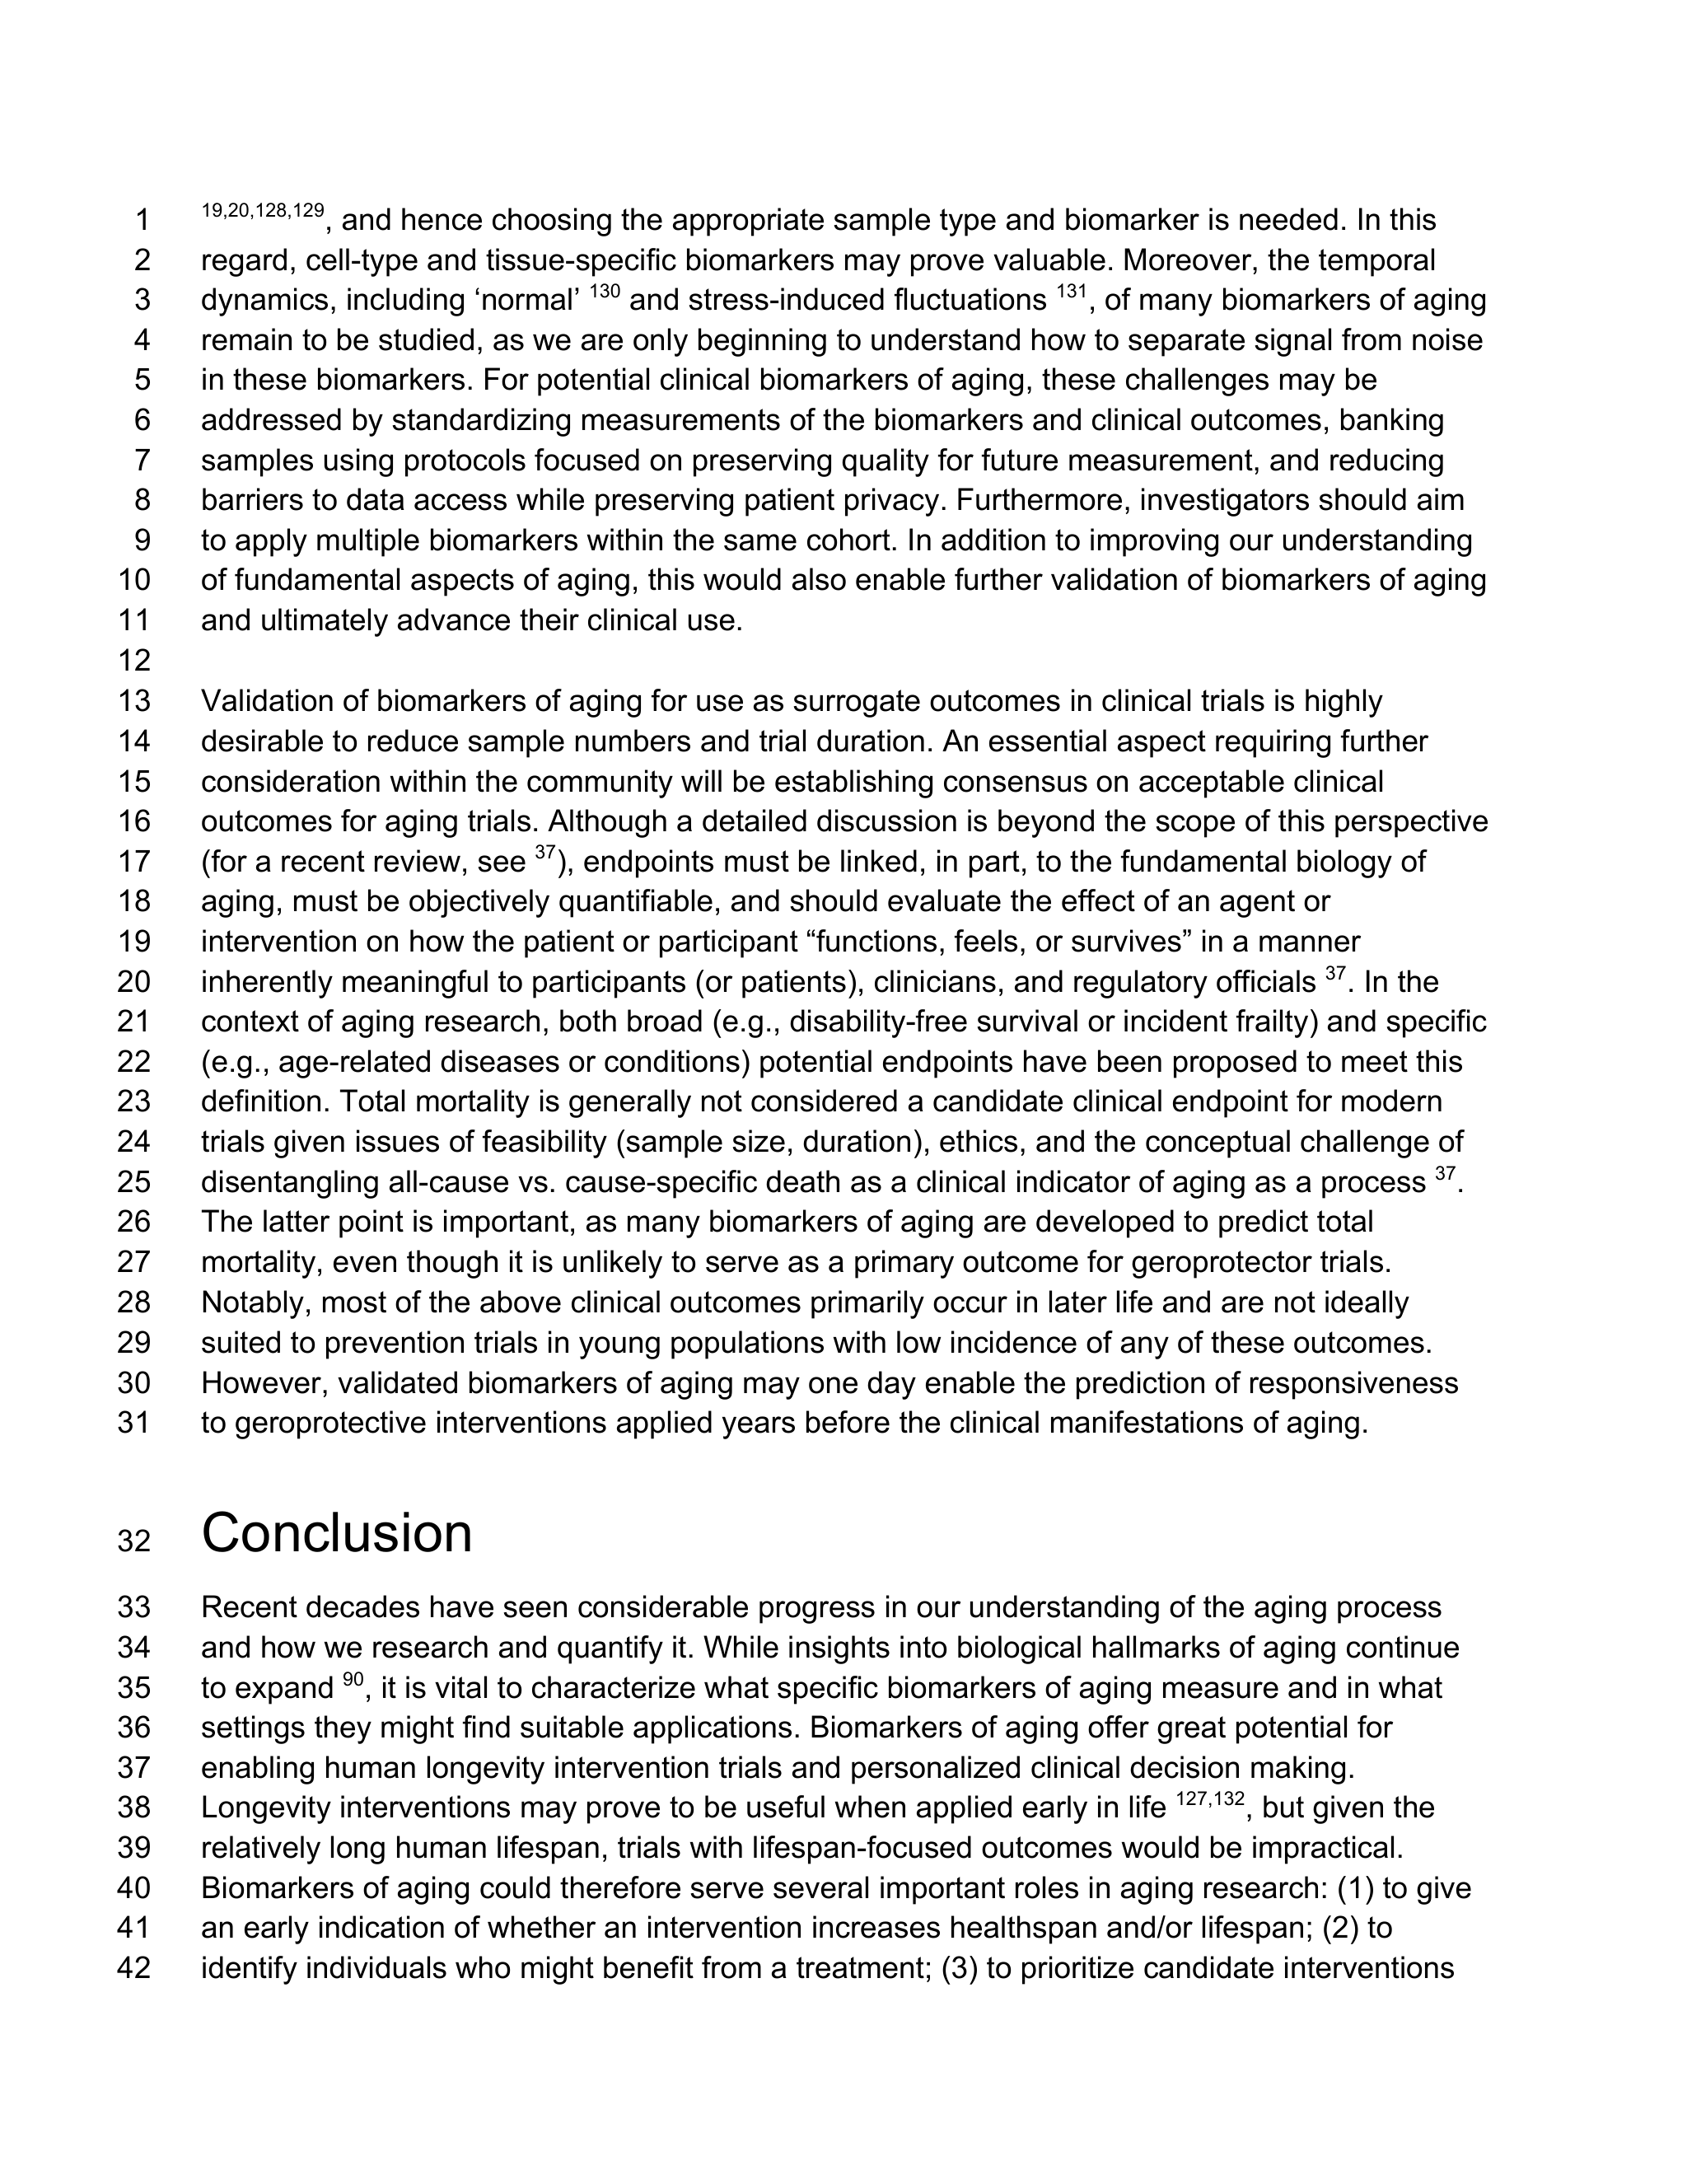 1 19,20,128,129, and hence choosing the appropriate sample type and biomarker is needed. In this
2 regard, cell-type and tissue-specific biomarkers may prove valuable. Moreover, the temporal
3 dynamics, including ‘normal’ 130 and stress-induced fluctuations 131, of many biomarkers of aging
4 remain to be studied, as we are only beginning to understand how to separate signal from noise
5 in these biomarkers. For potential clinical biomarkers of aging, these challenges may be
6 addressed by standardizing measurements of the biomarkers and clinical outcomes, banking
7 samples using protocols focused on preserving quality for future measurement, and reducing
8 barriers to data access while preserving patient privacy. Furthermore, investigators should aim
9 to apply multiple biomarkers within the same cohort. In addition to improving our understanding
10 of fundamental aspects of aging, this would also enable further validation of biomarkers of aging
11 and ultimately advance their clinical use.
12
13 Validation of biomarkers of aging for use as surrogate outcomes in clinical trials is highly
14 desirable to reduce sample numbers and trial duration. An essential aspect requiring further
15 consideration within the community will be establishing consensus on acceptable clinical
16 outcomes for aging trials. Although a detailed discussion is beyond the scope of this perspective
17 (for a recent review, see 37), endpoints must be linked, in part, to the fundamental biology of
18 aging, must be objectively quantifiable, and should evaluate the effect of an agent or
19 intervention on how the patient or participant “functions, feels, or survives” in a manner
20 inherently meaningful to participants (or patients), clinicians, and regulatory officials 37. In the
21 context of aging research, both broad (e.g., disability-free survival or incident frailty) and specific
22 (e.g., age-related diseases or conditions) potential endpoints have been proposed to meet this
23 definition. Total mortality is generally not considered a candidate clinical endpoint for modern
24 trials given issues of feasibility (sample size, duration), ethics, and the conceptual challenge of
25 disentangling all-cause vs. cause-specific death as a clinical indicator of aging as a process 37.
26 The latter point is important, as many biomarkers of aging are developed to predict total
27 mortality, even though it is unlikely to serve as a primary outcome for geroprotector trials.
28 Notably, most of the above clinical outcomes primarily occur in later life and are not ideally
29 suited to prevention trials in young populations with low incidence of any of these outcomes.
30 However, validated biomarkers of aging may one day enable the prediction of responsiveness
31 to geroprotective interventions applied years before the clinical manifestations of aging.
32 Conclusion
33 Recent decades have seen considerable progress in our understanding of the aging process
34 and how we research and quantify it. While insights into biological hallmarks of aging continue
35 to expand 90, it is vital to characterize what specific biomarkers of aging measure and in what
36 settings they might find suitable applications. Biomarkers of aging offer great potential for
37 enabling human longevity intervention trials and personalized clinical decision making.
38 Longevity interventions may prove to be useful when applied early in life 127,132, but given the
39 relatively long human lifespan, trials with lifespan-focused outcomes would be impractical.
40 Biomarkers of aging could therefore serve several important roles in aging research: (1) to give
41 an early indication of whether an intervention increases healthspan and/or lifespan; (2) to
42 identify individuals who might benefit from a treatment; (3) to prioritize candidate interventions